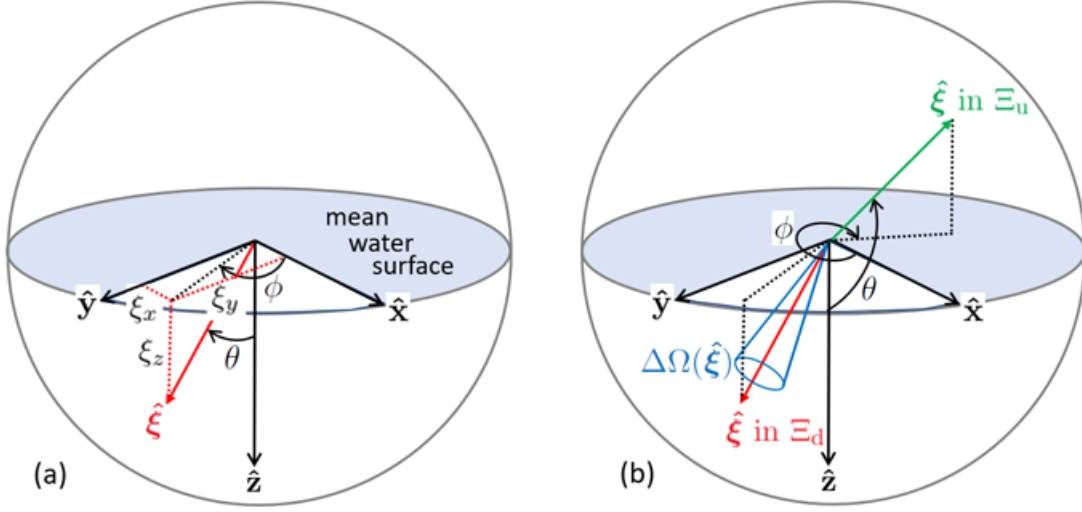 mean
water
surface
ŷ
ξ_x
ξ_y
ϕ
x̂
ξ_z
θ
ξ̂
(a)
ẑ
ξ̂ in Ξ_u
ϕ
θ
ŷ
x̂
ΔΩ(ξ̂)
ξ̂ in Ξ_d
(b)
ẑ